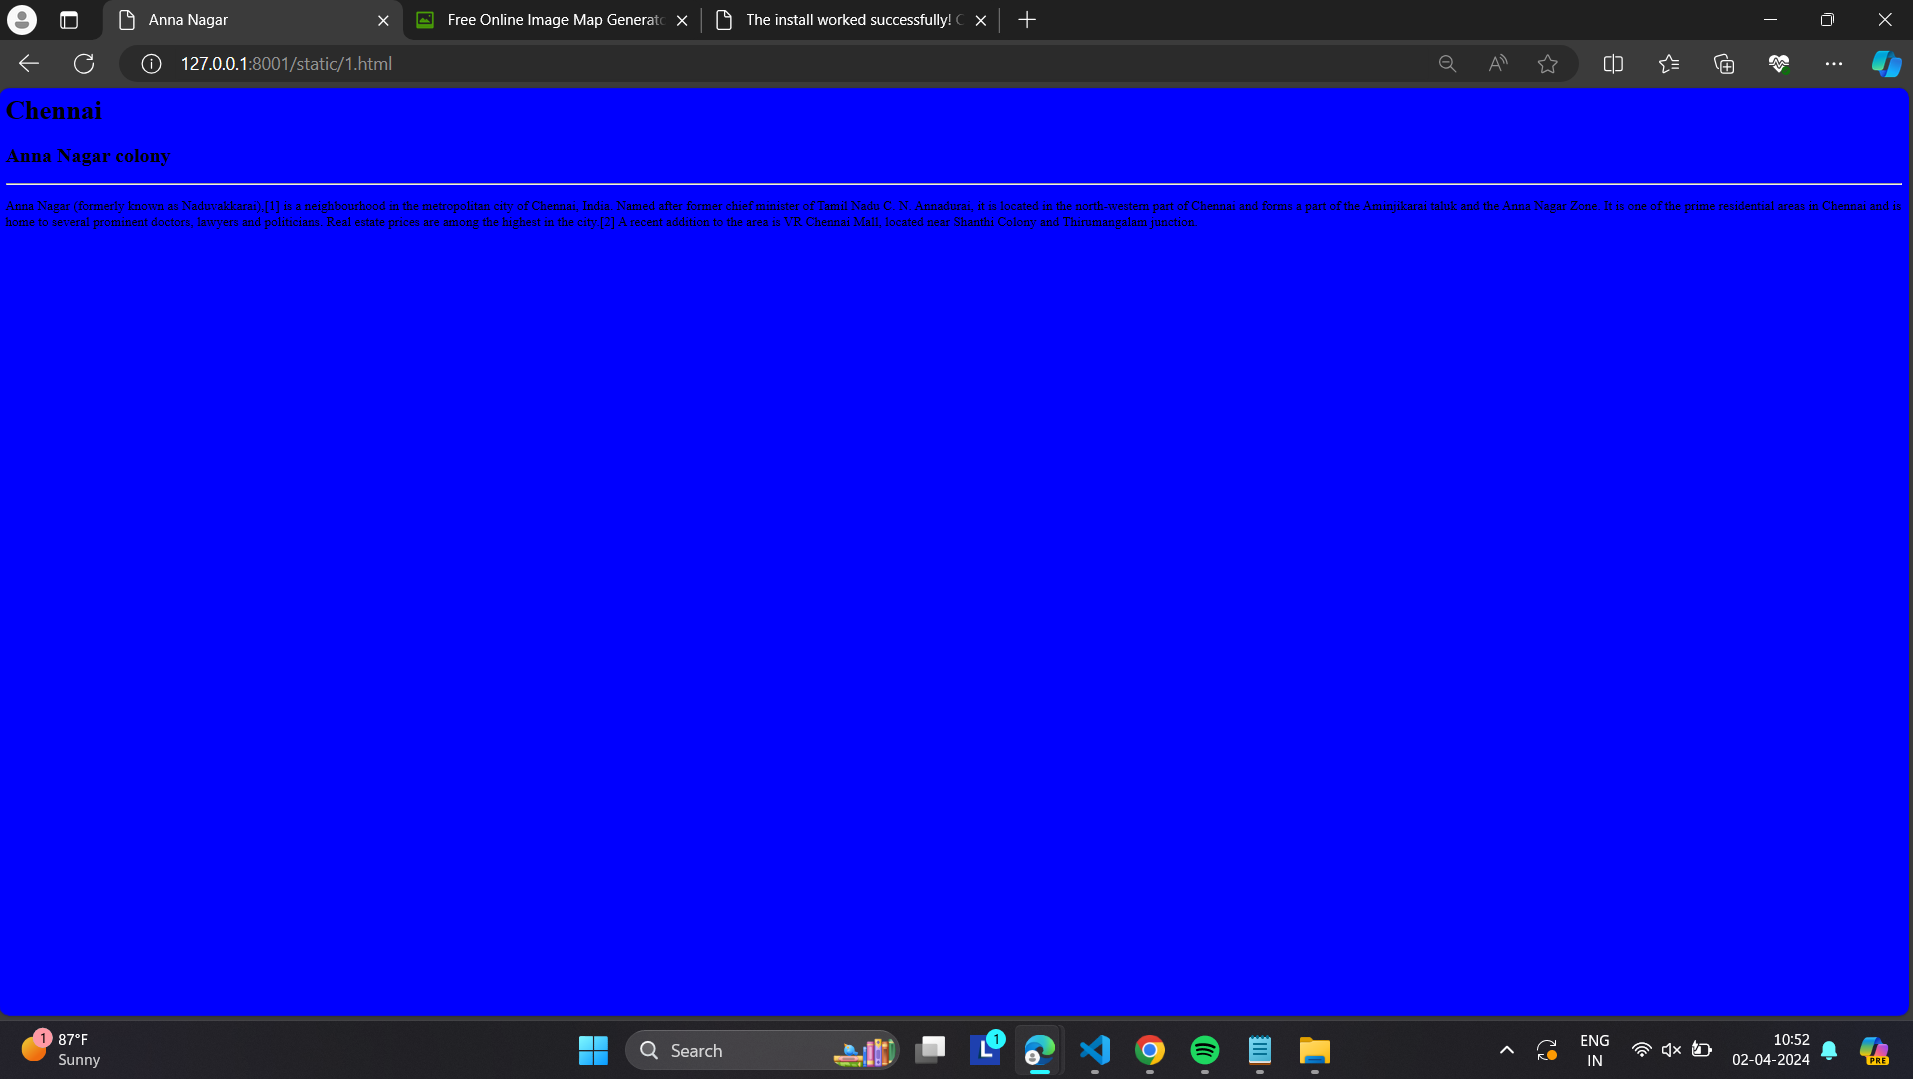 Anna Nagar
Free Online Image Map Generato
The install worked successfully! C
127.0.0.1:8001/static/1.html
Chennai
Anna Nagar colony
Anna Nagar (formerly known as Naduvakkarai),[1] is a neighbourhood in the metropolitan city of Chennai, India. Named after former chief minister of Tamil Nadu C. N. Annadurai, it is located in the north-western part of Chennai and forms a part of the Aminjikarai taluk and the Anna Nagar Zone. It is one of the prime residential areas in Chennai and is
home to several prominent doctors, lawyers and politicians. Real estate prices are among the highest in the city.[2] A recent addition to the area is VR Chennai Mall, located near Shanthi Colony and Thirumangalam junction
1
87°F
Sunny
Search
L
1
ENG
IN
10:52
02-04-2024
PRE